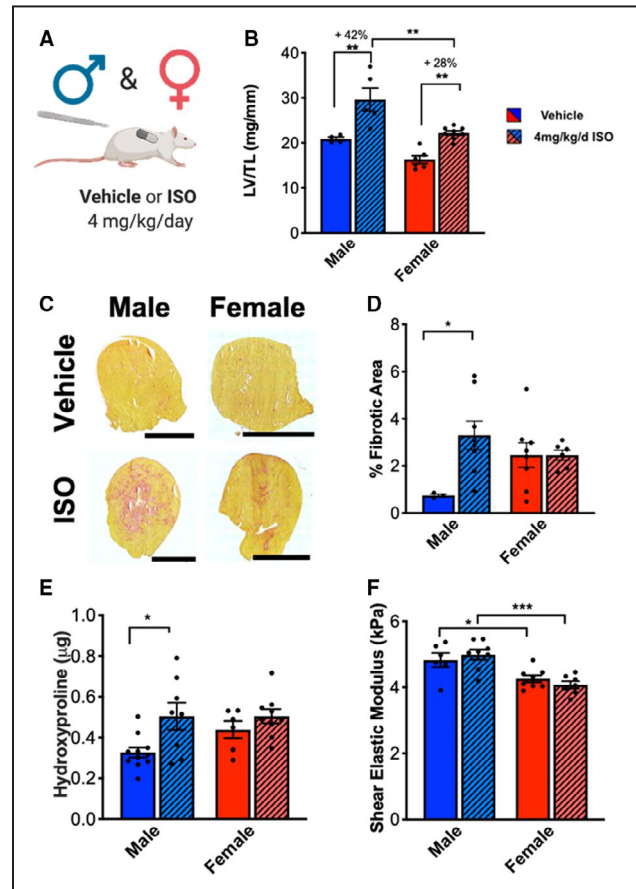 A
♂ & ♀
Vehicle or ISO
4 mg/kg/day
B
+ 42%
**
**
+ 28%
**
LV/TL (mg/mm)
40
30
20
10
0
Male
Female
Vehicle
4mg/kg/d ISO
C
Male
Female
Vehicle
ISO
D
*
% Fibrotic Area
8
6
4
2
0
Male
Female
E
*
Hydroxyproline (μg)
1.0
0.8
0.6
0.4
0.2
0
Male
Female
F
*
***
Shear Elastic Modulus (kPa)
6
4
2
0
Male
Female